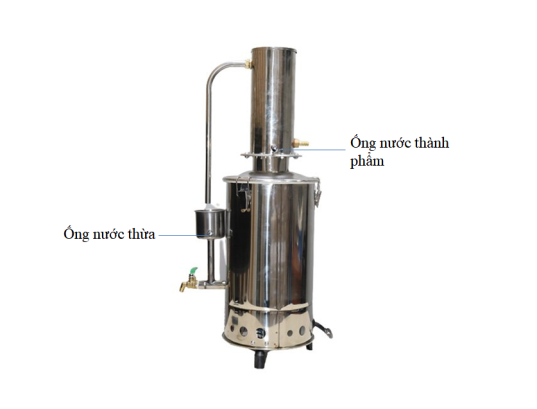 Ống nước thành
phẩm
Ống nước thừa